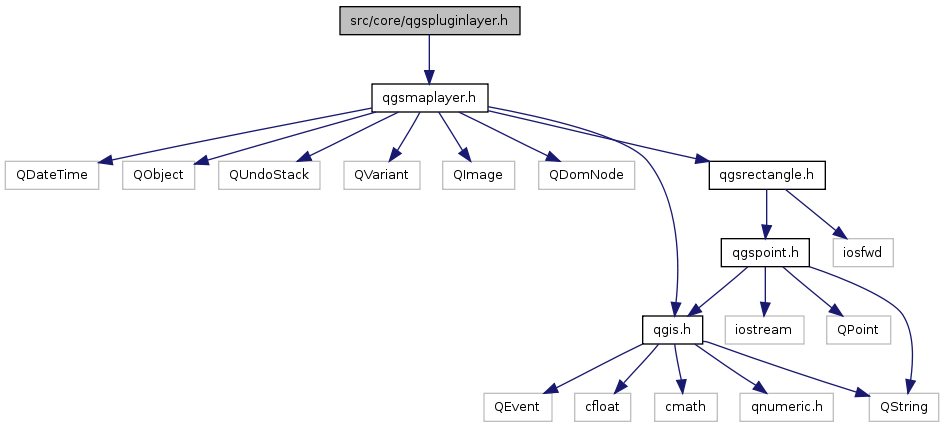 src/core/qgspluginlayer.h
qgsmaplayer.h
QDateTime
QObject
QUndoStack
QVariant
QImage
QDomNode
qgsrectangle.h
qgspoint.h
iosfwd
qgis.h
iostream
QPoint
QEvent
cfloat
cmath
qnumeric.h
QString